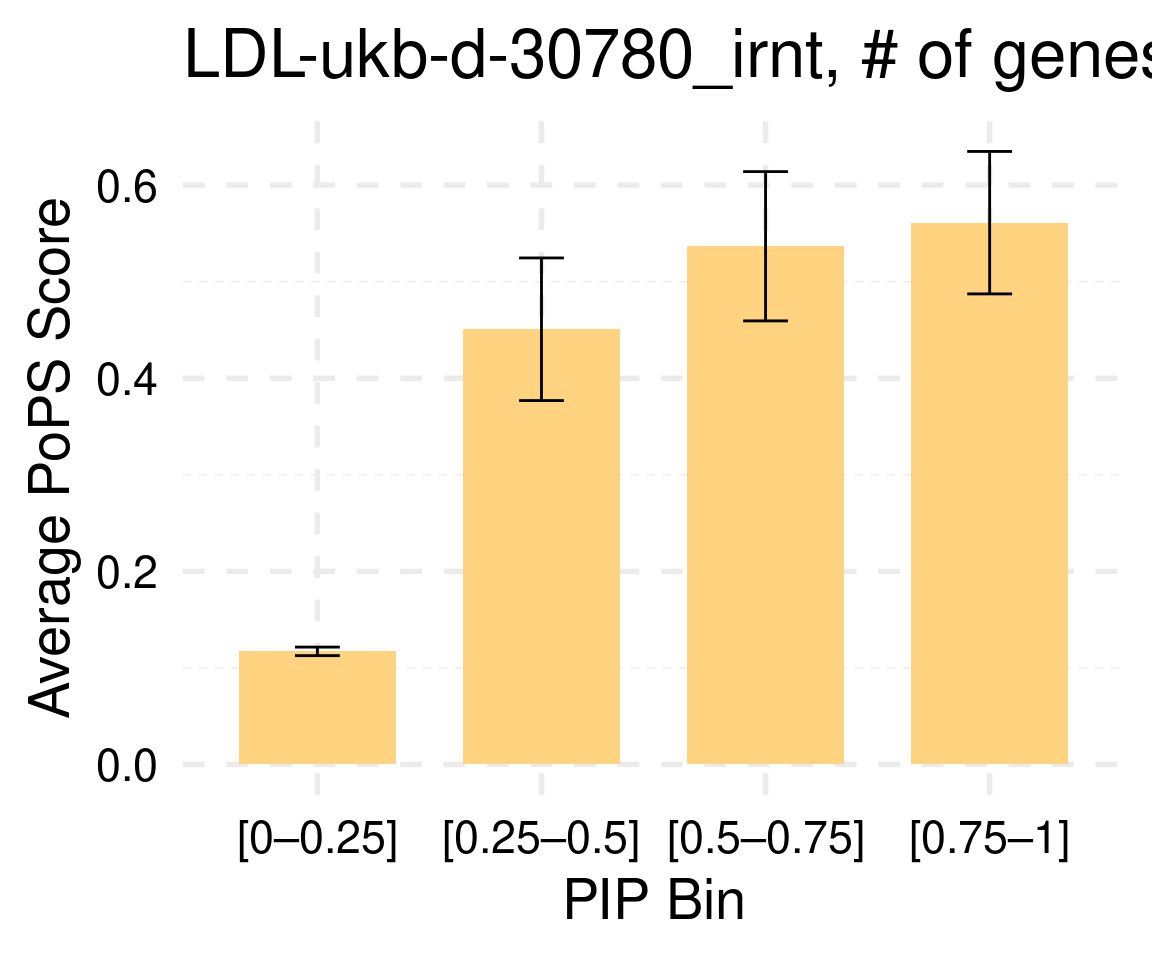 LDL-ukb-d-30780_irnt, # of genes
0.6
0.4
0.2
0.0
Average PoPS Score
[0–0.25] [0.25–0.5] [0.5–0.75] [0.75–1]
PIP Bin